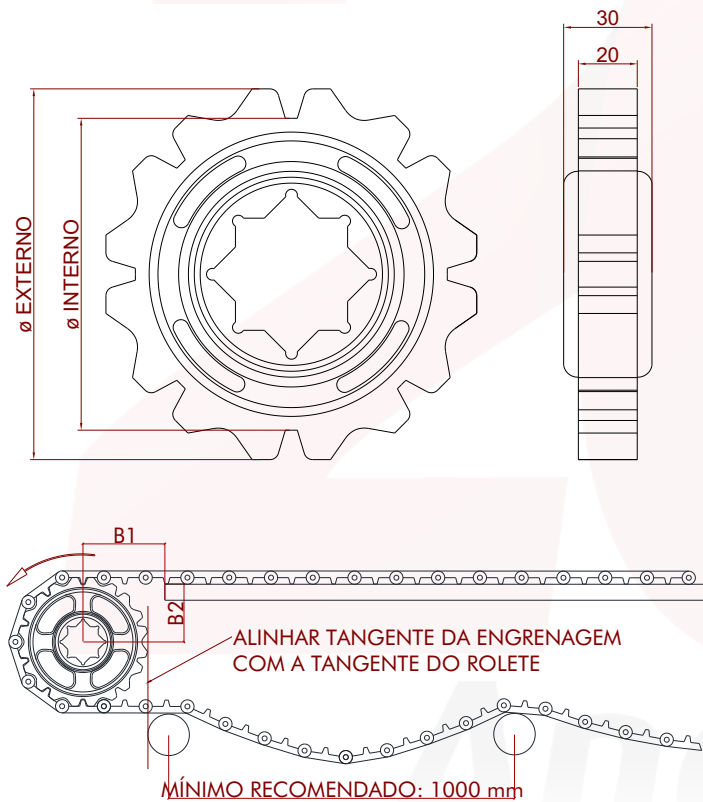 30
20
ø EXTERNO
ø INTERNO
B1
B2
ALINHAR TANGENTE DA ENGRENAGEM
COM A TANGENTE DO ROLETE
MÍNIMO RECOMENDADO: 1000 mm